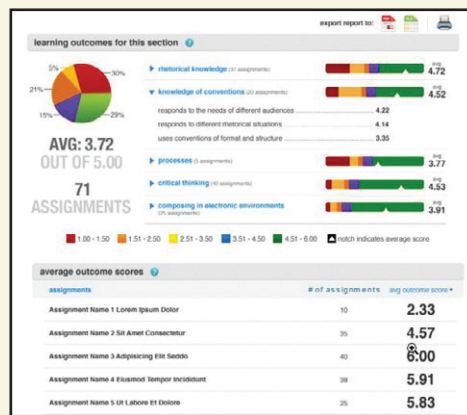 export report to:
learning outcomes for this section
5%
30%
21%
15%
29%
AVG: 3.72
OUT OF 5.00
71
ASSIGNMENTS
rhetorical knowledge (37 assignments)
avg
4.72
knowledge of conventions (20 assignments)
avg
4.52
responds to the needs of different audiences 4.22
responds to different rhetorical situations 4.14
uses conventions of format and structure 3.35
processes (5 assignments)
avg
3.77
critical thinking (40 assignments)
avg
4.53
composing in electronic environments
(25 assignments)
avg
3.91
1.00 - 1.50 1.51 - 2.50 2.51 - 3.50 3.51 - 4.50 4.51 - 6.00 notch indicates average score
average outcome scores
assignments # of assignments avg outcome score
Assignment Name 1 Lorem Ipsum Dolor 10 2.33
Assignment Name 2 Sit Amet Consectetur 35 4.57
Assignment Name 3 Adipisicing Elit Seddo 40 6.00
Assignment Name 4 Eiusmod Tempor Incididunt 39 5.91
Assignment Name 5 Ut Labore Et Dolore 25 5.83